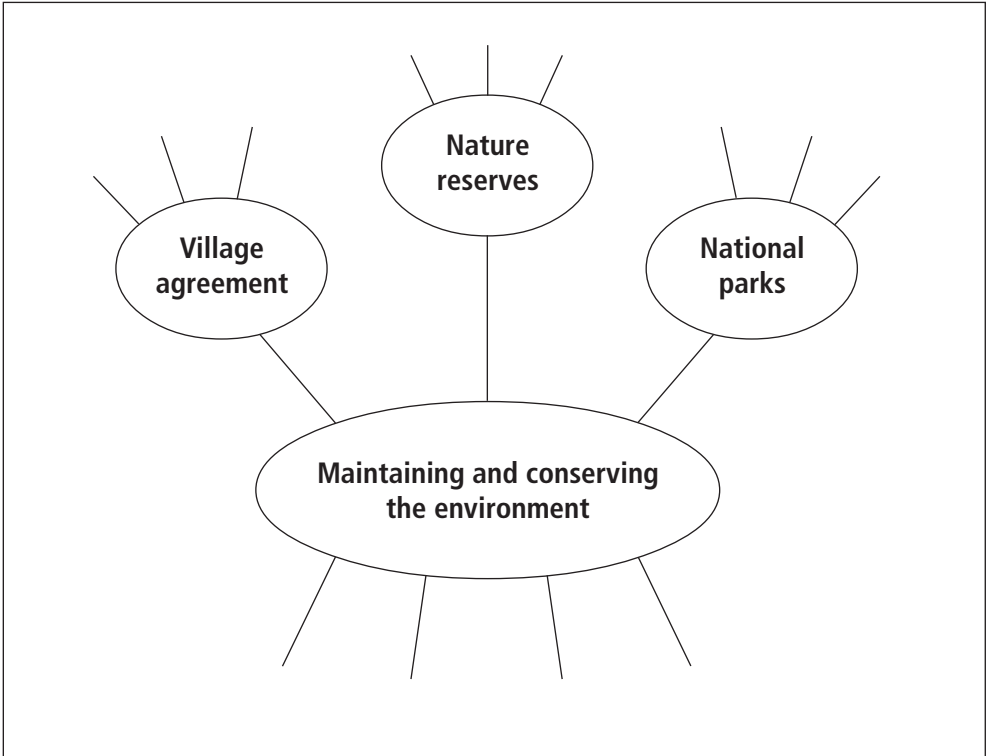 Nature
reserves
Village
agreement
National
parks
Maintaining and conserving
the environment